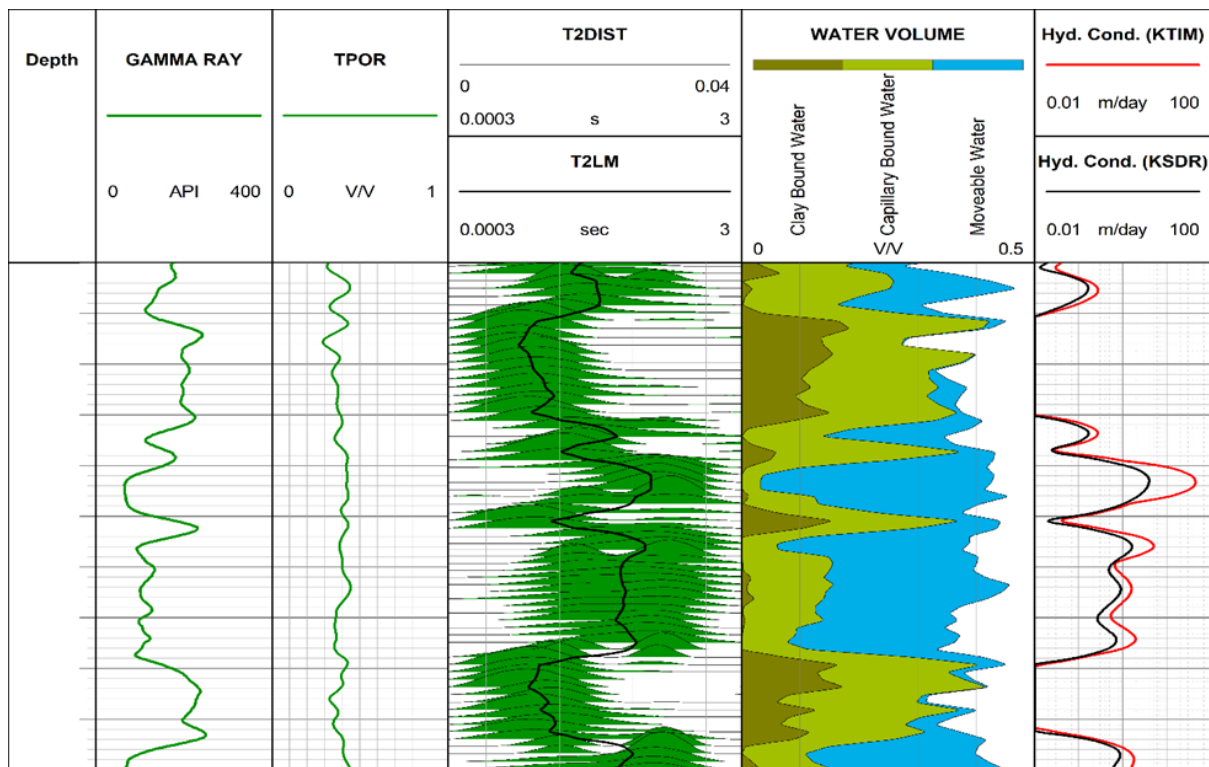 Depth
GAMMA RAY
0 API 400
TPOR
0 V/V 1
T2DIST
0 0.04
0.0003 s 3
T2LM
0.0003 sec 3
WATER VOLUME
Clay Bound Water
Capillary Bound Water
Moveable Water
0 V/V 0.5
Hyd. Cond. (KTIM)
0.01 m/day 100
Hyd. Cond. (KSDR)
0.01 m/day 100